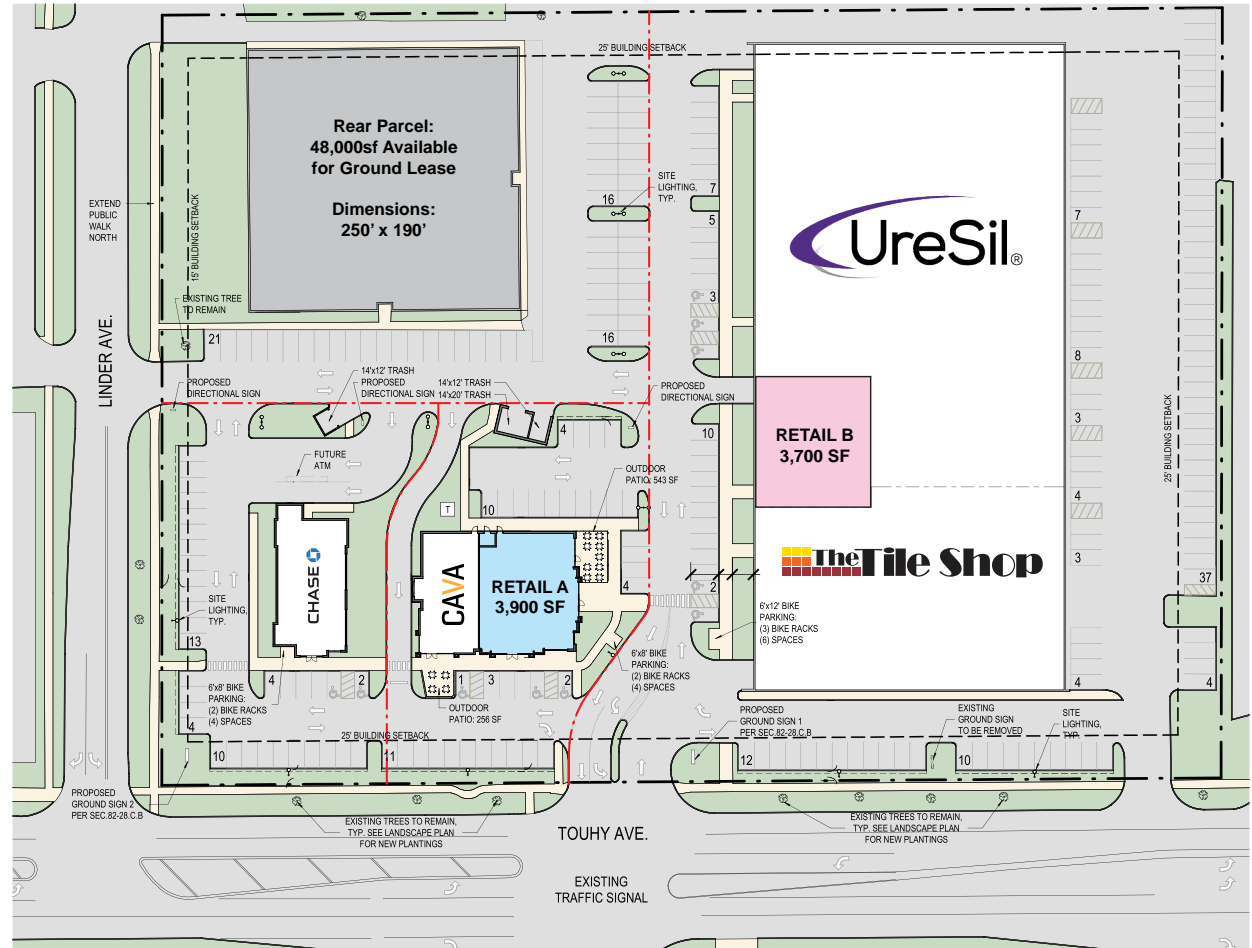 25' BUILDING SETBACK
Rear Parcel:
48,000sf Available
for Ground Lease
Dimensions:
250' x 190'
EXTEND
PUBLIC
WALK
NORTH
15' BUILDING SETBACK
SITE
LIGHTING,
TYP.
16
7
5
7
UreSil®
EXISTING TREE
TO REMAIN
21
3
16
LINDER AVE.
8
PROPOSED
DIRECTIONAL SIGN
14'x12' TRASH
PROPOSED
DIRECTIONAL SIGN
14'x12' TRASH
14'x20' TRASH
PROPOSED
DIRECTIONAL SIGN
4
10
3
RETAIL B
3,700 SF
25' BUILDING SETBACK
FUTURE
ATM
OUTDOOR
PATIO: 543 SF
T
10
4
CHASE
CAVA
RETAIL A
3,900 SF
The Tile Shop
3
4
2
37
SITE
LIGHTING,
TYP.
6'x12' BIKE
PARKING:
(3) BIKE RACKS
(6) SPACES
13
6'x8' BIKE
PARKING:
(2) BIKE RACKS
(4) SPACES
4
2
1
3
2
6'x8' BIKE
PARKING:
(2) BIKE RACKS
(4) SPACES
4
4
OUTDOOR
PATIO: 256 SF
PROPOSED
GROUND SIGN 1
PER SEC.82-28.C.B
EXISTING
GROUND SIGN
TO BE REMOVED
SITE
LIGHTING,
TYP.
4
25' BUILDING SETBACK
10
11
12
10
PROPOSED
GROUND SIGN 2
PER SEC.82-28.C.B
EXISTING TREES TO REMAIN,
TYP. SEE LANDSCAPE PLAN
FOR NEW PLANTINGS
EXISTING TREES TO REMAIN,
TYP. SEE LANDSCAPE PLAN
FOR NEW PLANTINGS
TOUHY AVE.
EXISTING
TRAFFIC SIGNAL